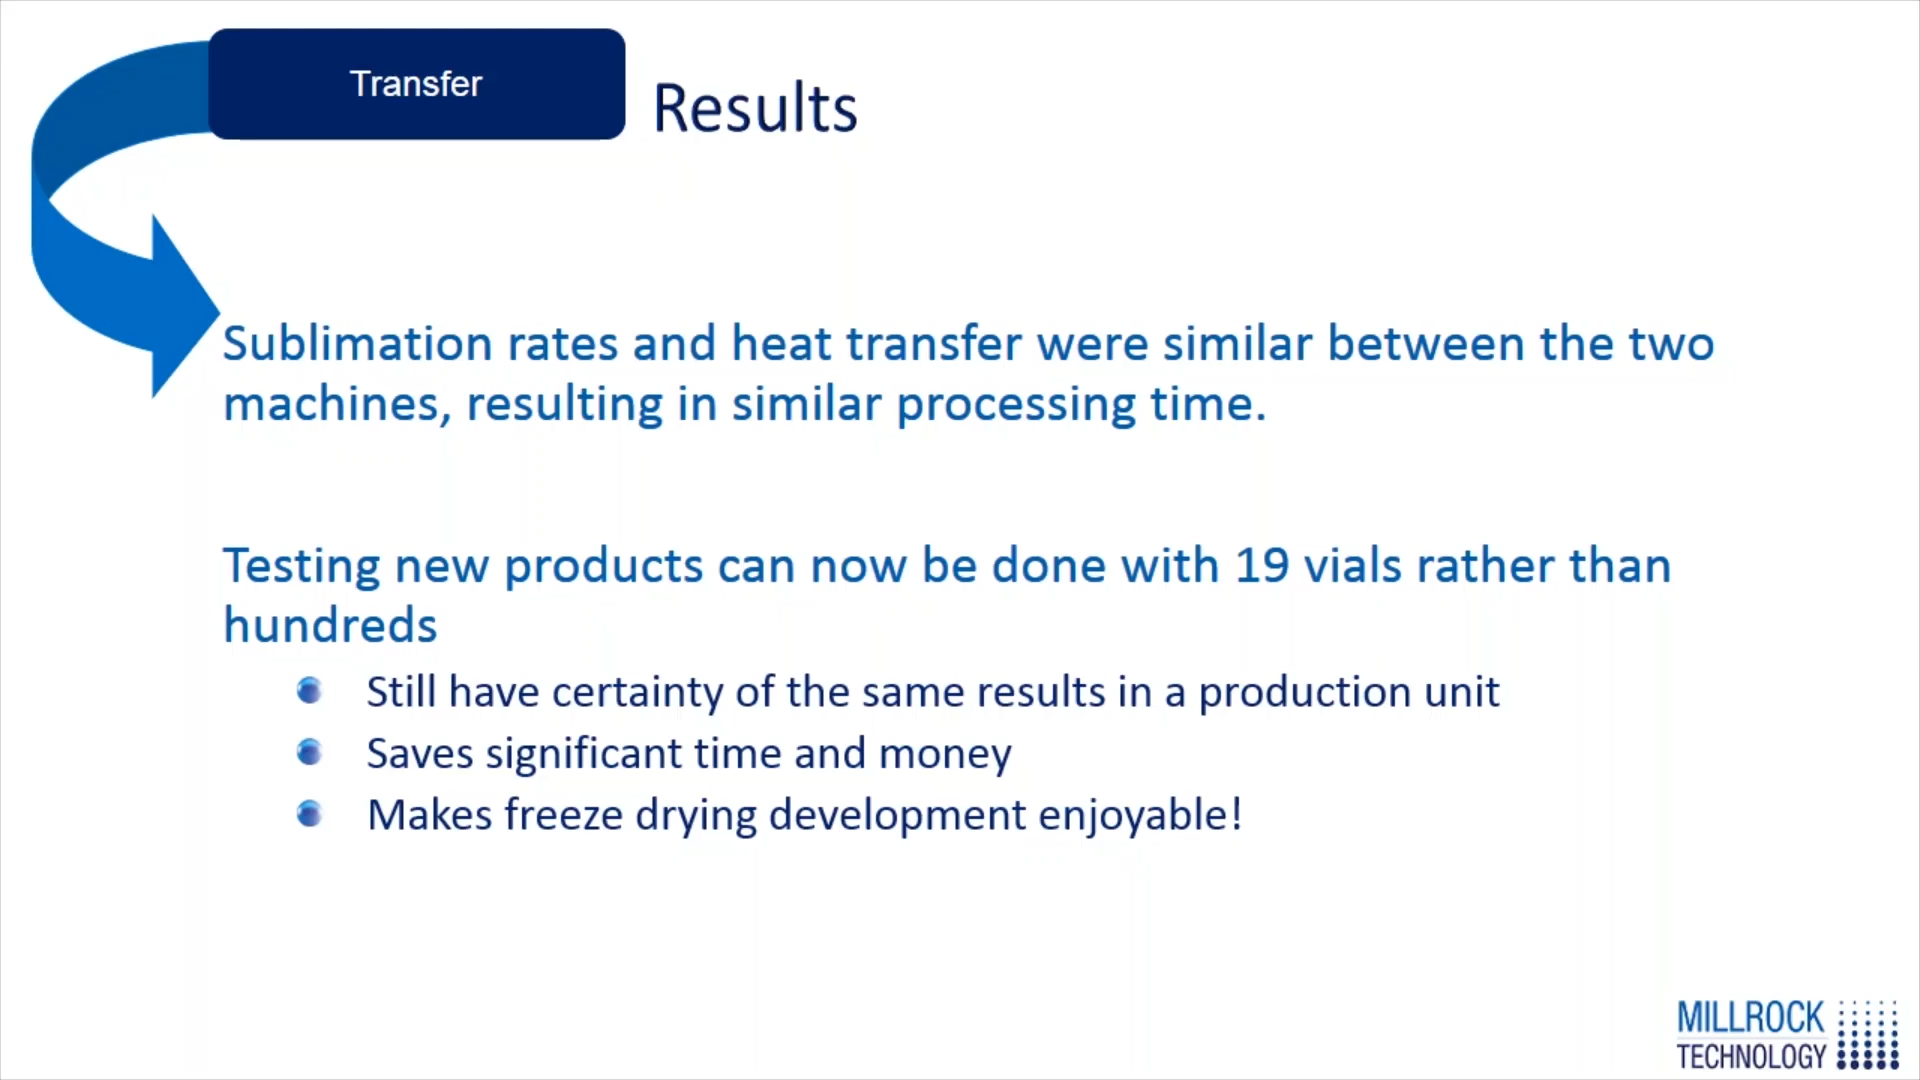 Transfer
Results
Sublimation rates and heat transfer were similar between the two
machines, resulting in similar processing time.
Testing new products can now be done with 19 vials rather than
hundreds
Still have certainty of the same results in a production unit
Saves significant time and money
Makes freeze drying development enjoyable!
MILLROCK
TECHNOLOGY